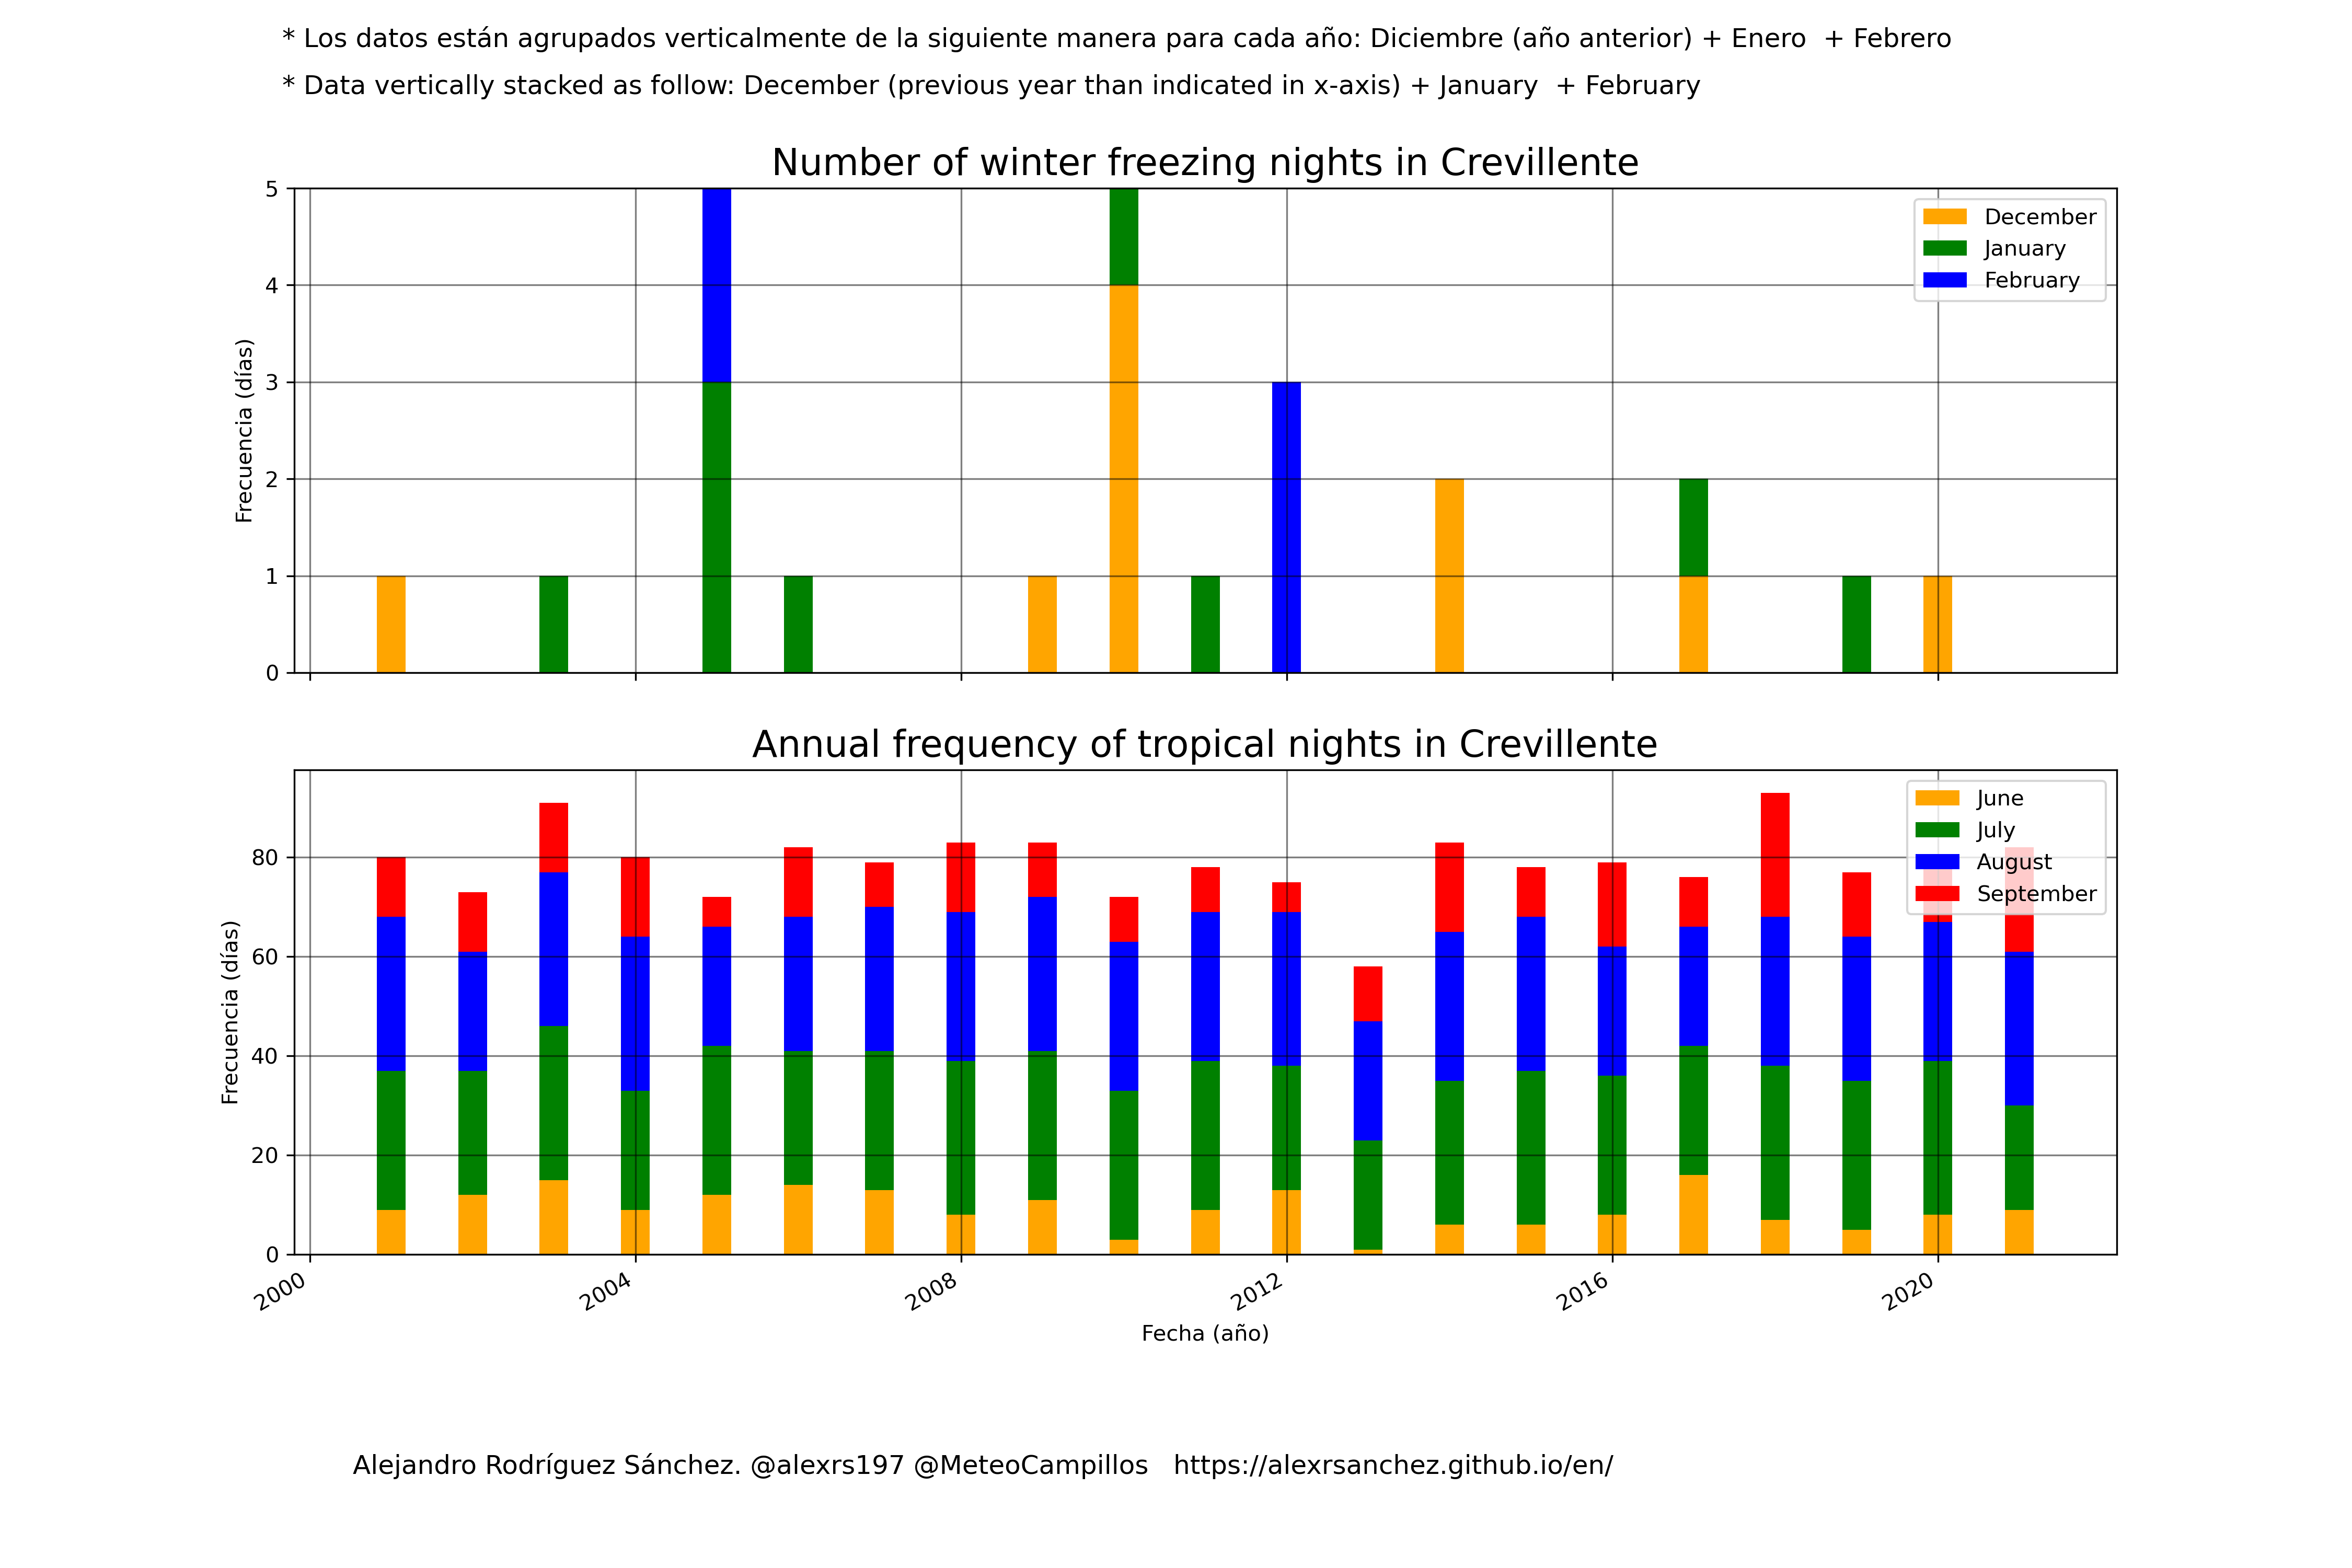 * Los datos están agrupados verticalmente de la siguiente manera para cada año: Diciembre (año anterior) + Enero  + Febrero
* Data vertically stacked as follow: December (previous year than indicated in x-axis) + January  + February
Number of winter freezing nights in Crevillente
5
4
3
2
1
0
Frecuencia (días)
December
January
February
Annual frequency of tropical nights in Crevillente
80
60
40
20
0
Frecuencia (días)
June
July
August
September
2000
2004
2008
2012
2016
2020
Fecha (año)
Alejandro Rodríguez Sánchez. @alexrs197 @MeteoCampillos   https://alexrsanchez.github.io/en/